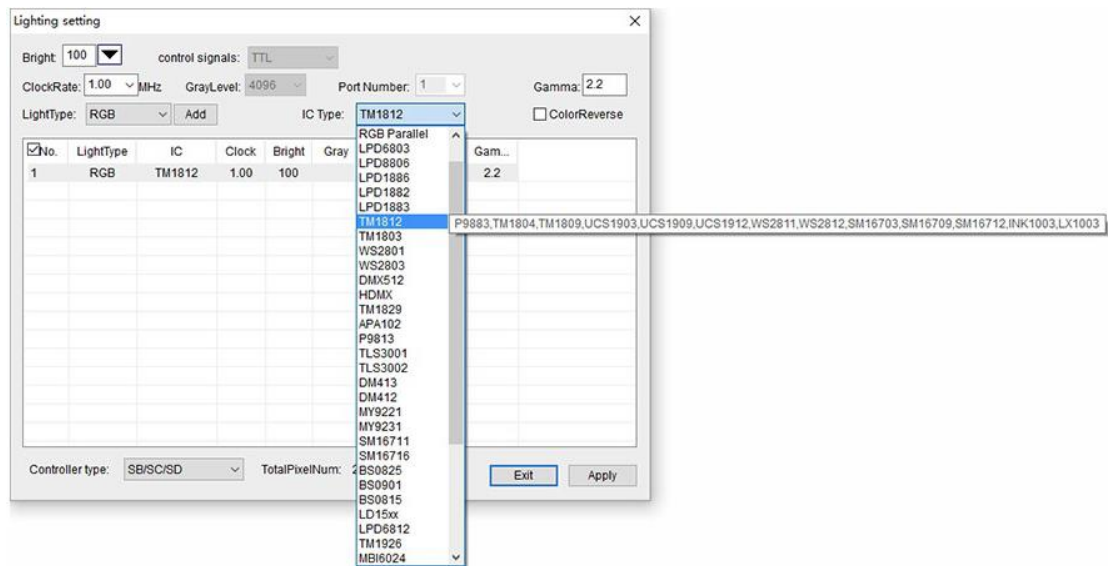 Lighting setting
Bright: 100 control signals: TTL
ClockRate: 1.00 MHz GrayLevel: 4096 Port Number: 1 Gamma: 2.2
LightType: RGB Add IC Type: TM1812 ColorReverse
No. LightType IC Clock Bright Gray Gam...
1 RGB TM1812 1.00 100 2.2
RGB Parallel
LPD6803
LPD8806
LPD1886
LPD1882
LPD1883
TM1812
P9883,TM1804,TM1809,UCS1903,UCS1909,UCS1912,WS2811,WS2812,SM16703,SM16709,SM16712,INK1003,LX1003
TM1803
WS2801
WS2803
DMX512
HDMX
TM1829
APA102
P9813
TLS3001
TLS3002
DM413
DM412
MY9221
MY9231
SM16711
SM16716
BS0825
BS0901
BS0815
LD15xx
LPD6812
TM1926
MBI6024
Controller type: SB/SC/SD TotalPixelNum: Exit Apply